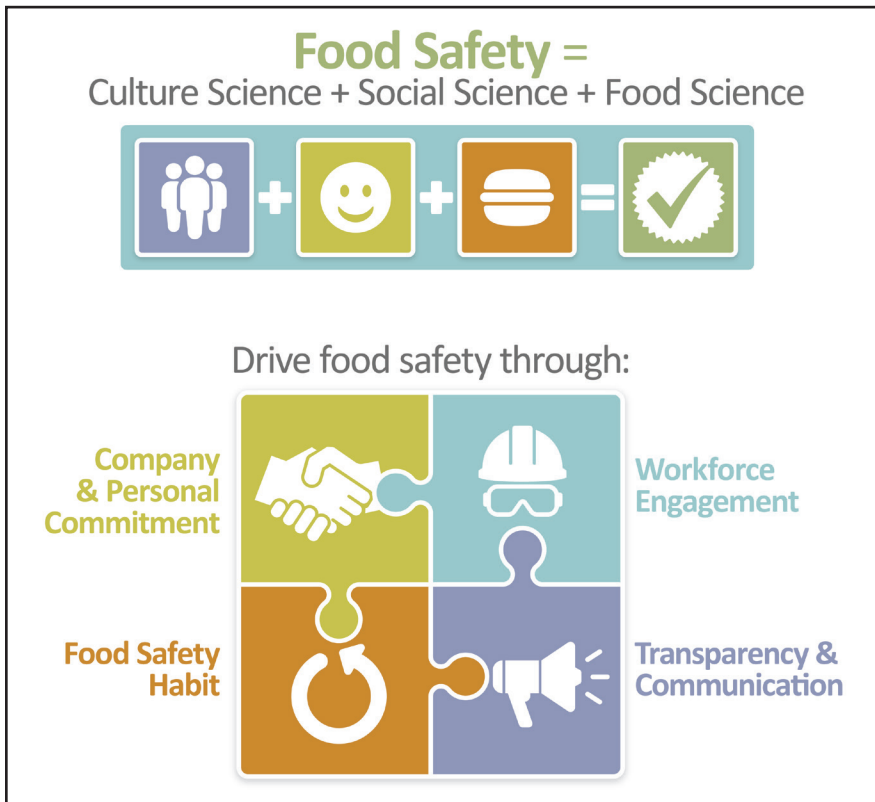 Food Safety =
Culture Science + Social Science + Food Science
Drive food safety through:
Company
& Personal
Commitment
Workforce
Engagement
Food Safety
Habit
Transparency &
Communication